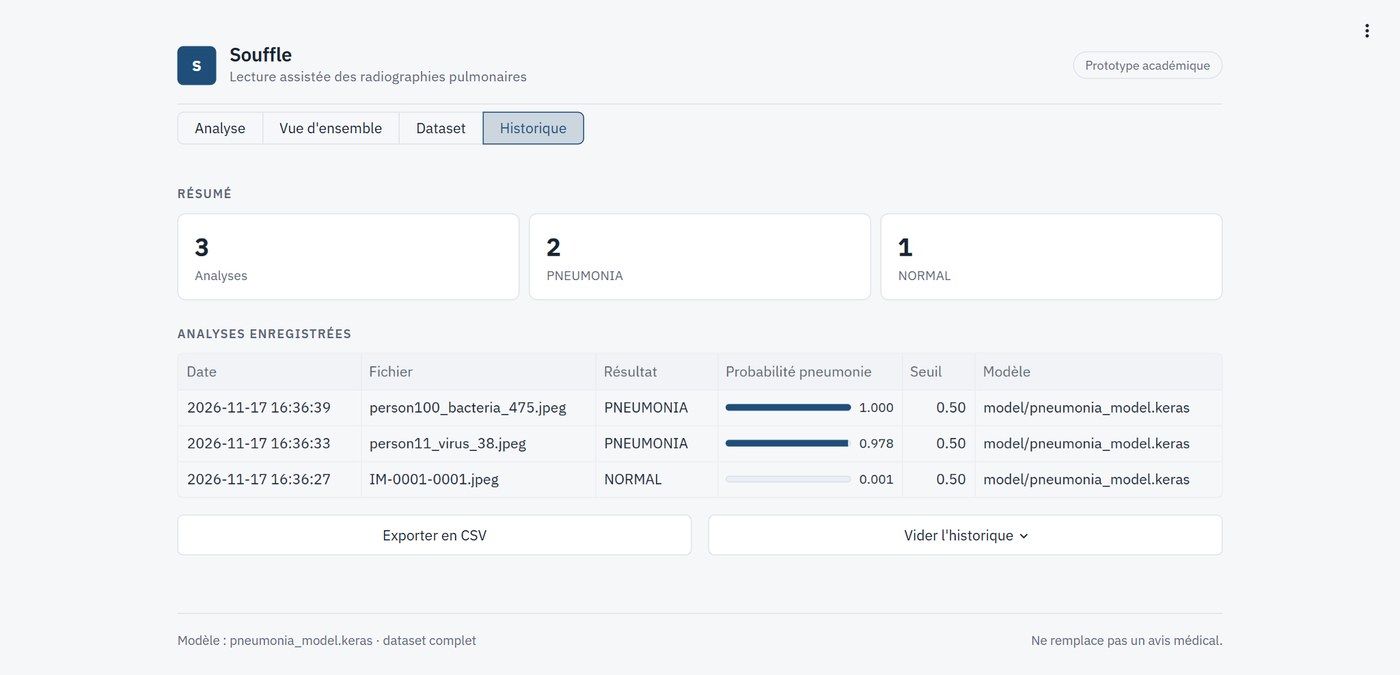 S
Souffle
Lecture assistée des radiographies pulmonaires
Prototype académique
Analyse Vue d'ensemble Dataset Historique
RÉSUMÉ
3
Analyses
2
PNEUMONIA
1
NORMAL
ANALYSES ENREGISTRÉES
Date Fichier Résultat Probabilité pneumonie Seuil Modèle
2026-11-17 16:36:39 person100_bacteria_475.jpeg PNEUMONIA 1.000 0.50 model/pneumonia_model.keras
2026-11-17 16:36:33 person11_virus_38.jpeg PNEUMONIA 0.978 0.50 model/pneumonia_model.keras
2026-11-17 16:36:27 IM-0001-0001.jpeg NORMAL 0.001 0.50 model/pneumonia_model.keras
Exporter en CSV Vider l'historique
Modèle : pneumonia_model.keras · dataset complet Ne remplace pas un avis médical.